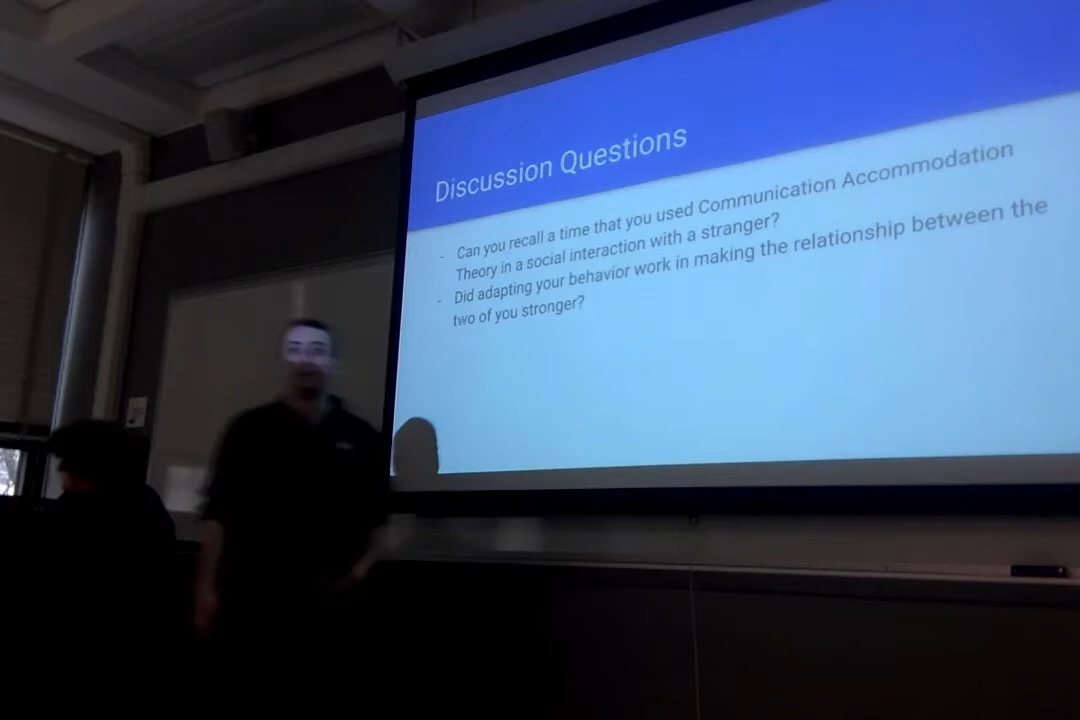 Discussion Questions
- Can you recall a time that you used Communication Accommodation
Theory in a social interaction with a stranger?
- Did adapting your behavior work in making the relationship between the
two of you stronger?